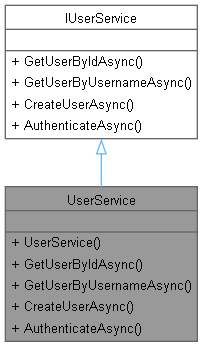 IUserService
+ GetUserByIdAsync()
+ GetUserByUsernameAsync()
+ CreateUserAsync()
+ AuthenticateAsync()
UserService
+ UserService()
+ GetUserByIdAsync()
+ GetUserByUsernameAsync()
+ CreateUserAsync()
+ AuthenticateAsync()